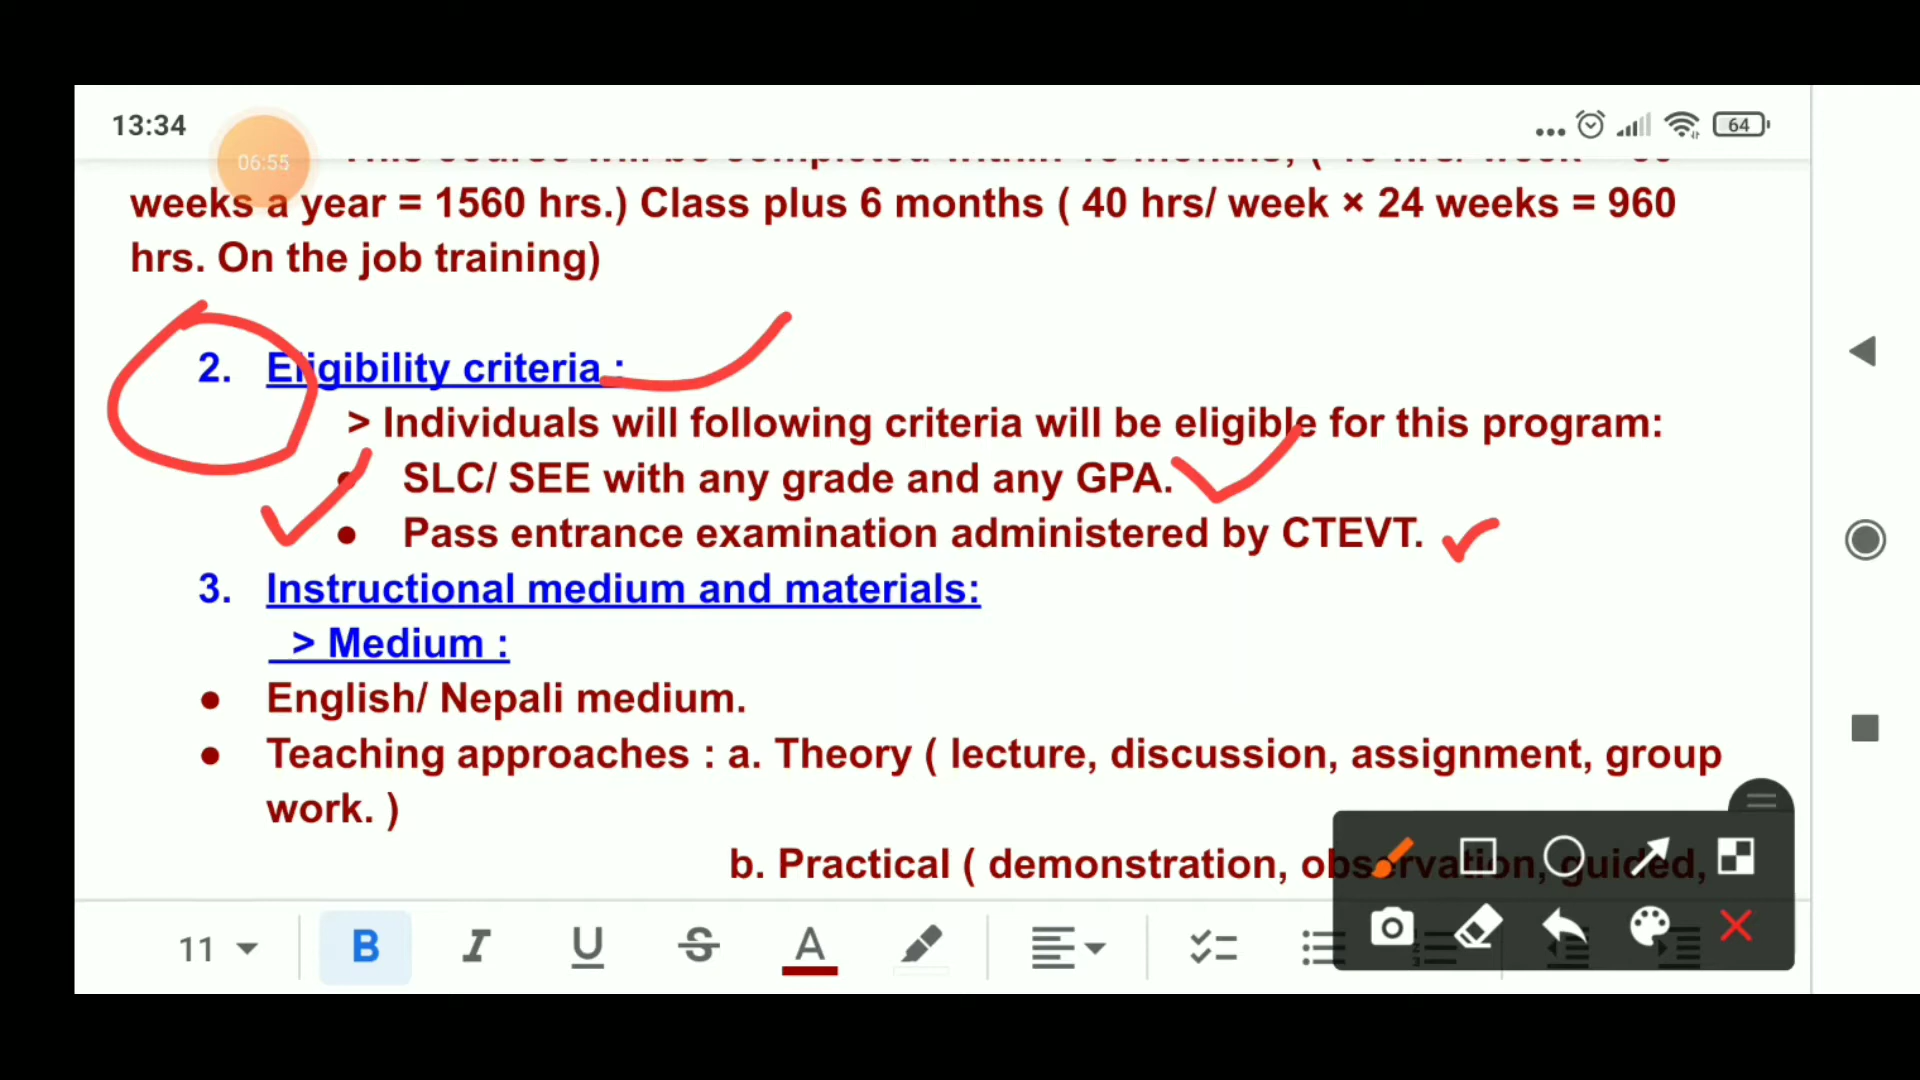 13:34
64
06:55
weeks a year = 1560 hrs.) Class plus 6 months ( 40 hrs/ week × 24 weeks = 960
hrs. On the job training)
2. Eligibility criteria :
> Individuals will following criteria will be eligible for this program:
● SLC/ SEE with any grade and any GPA.
● Pass entrance examination administered by CTEVT.
3. Instructional medium and materials:
> Medium :
● English/ Nepali medium.
● Teaching approaches : a. Theory ( lecture, discussion, assignment, group
work. )
b. Practical ( demonstration, observation, guided,
11 B I U S A